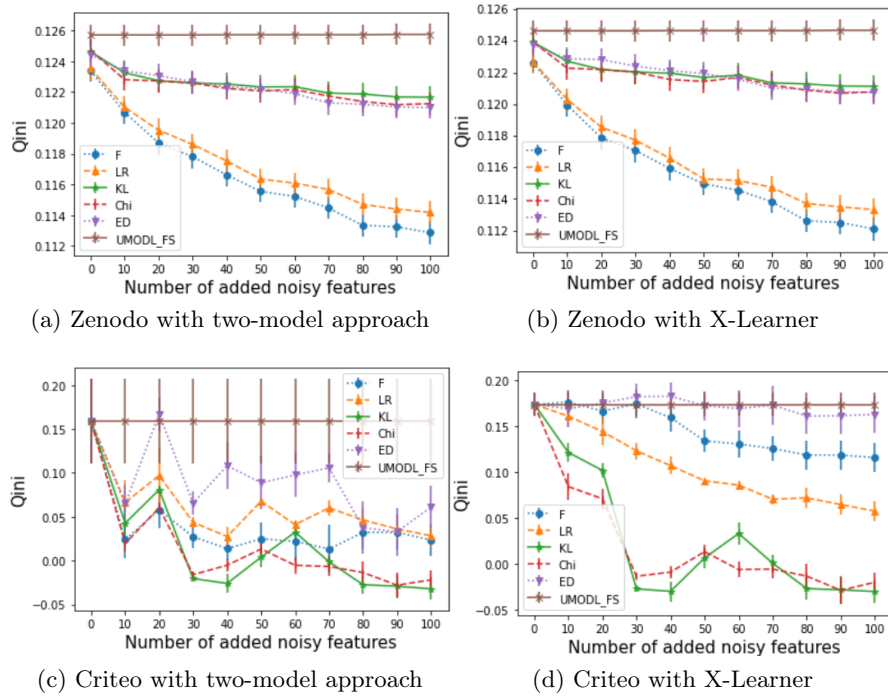 0.126
0.124
0.122
0.120
0.118
0.116
0.114
0.112
Qini
F
LR
KL
Chi
ED
UMODL_FS
0 10 20 30 40 50 60 70 80 90 100
Number of added noisy features
(a) Zenodo with two-model approach
0.126
0.124
0.122
0.120
0.118
0.116
0.114
0.112
Qini
F
LR
KL
Chi
ED
UMODL_FS
0 10 20 30 40 50 60 70 80 90 100
Number of added noisy features
(b) Zenodo with X-Learner
0.20
0.15
0.10
0.05
0.00
−0.05
Qini
F
LR
KL
Chi
ED
UMODL_FS
0 10 20 30 40 50 60 70 80 90 100
Number of added noisy features
(c) Criteo with two-model approach
0.20
0.15
0.10
0.05
0.00
−0.05
Qini
F
LR
KL
Chi
ED
UMODL_FS
0 10 20 30 40 50 60 70 80 90 100
Number of added noisy features
(d) Criteo with X-Learner